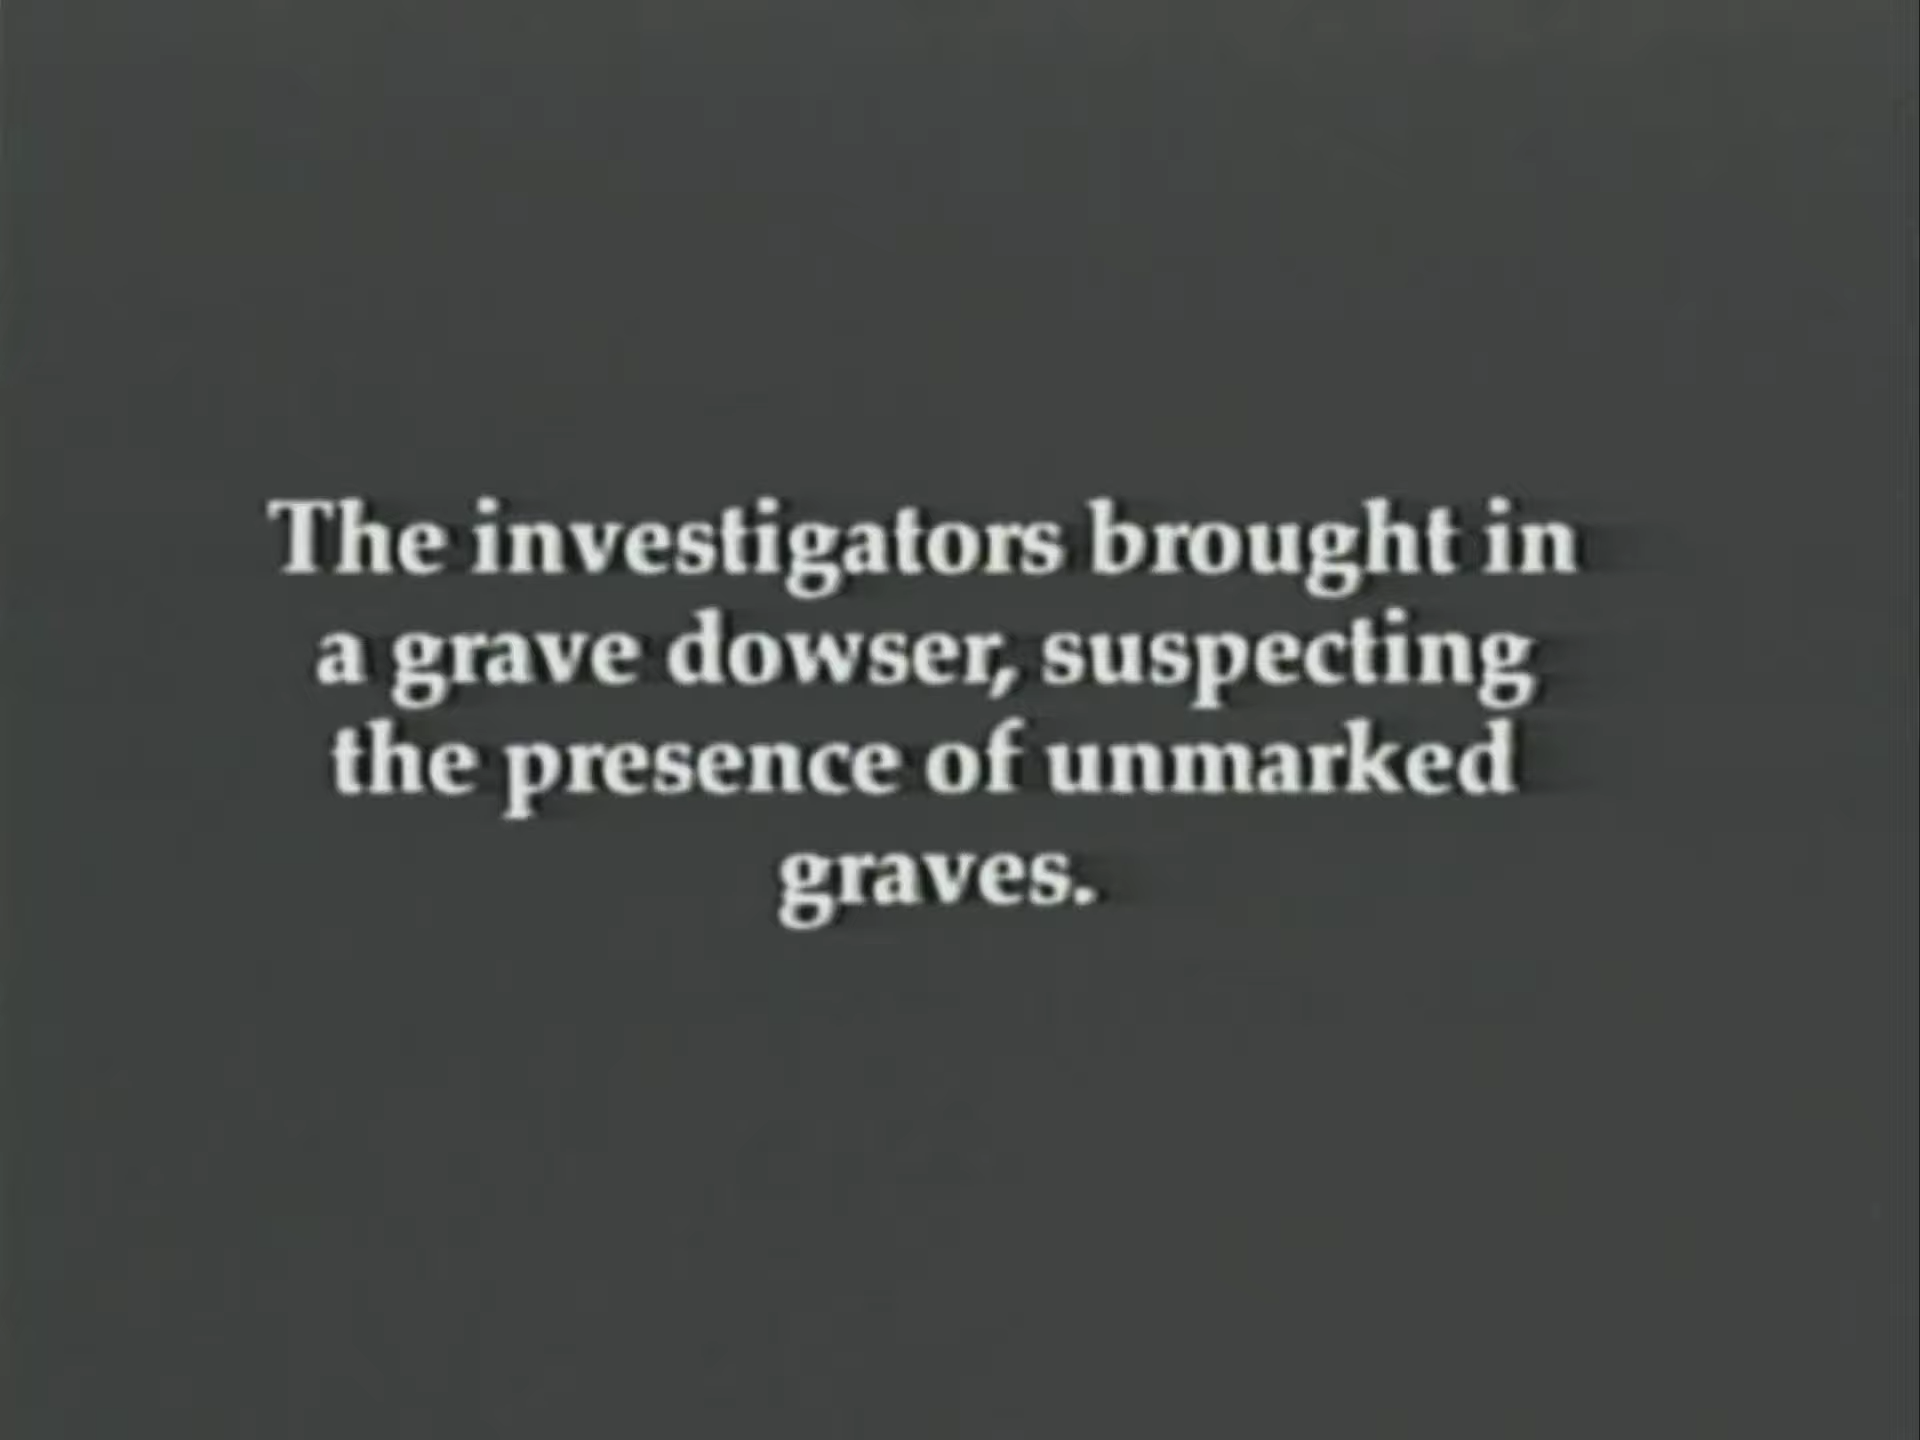 The investigators brought in
a grave dowser, suspecting
the presence of unmarked
graves.